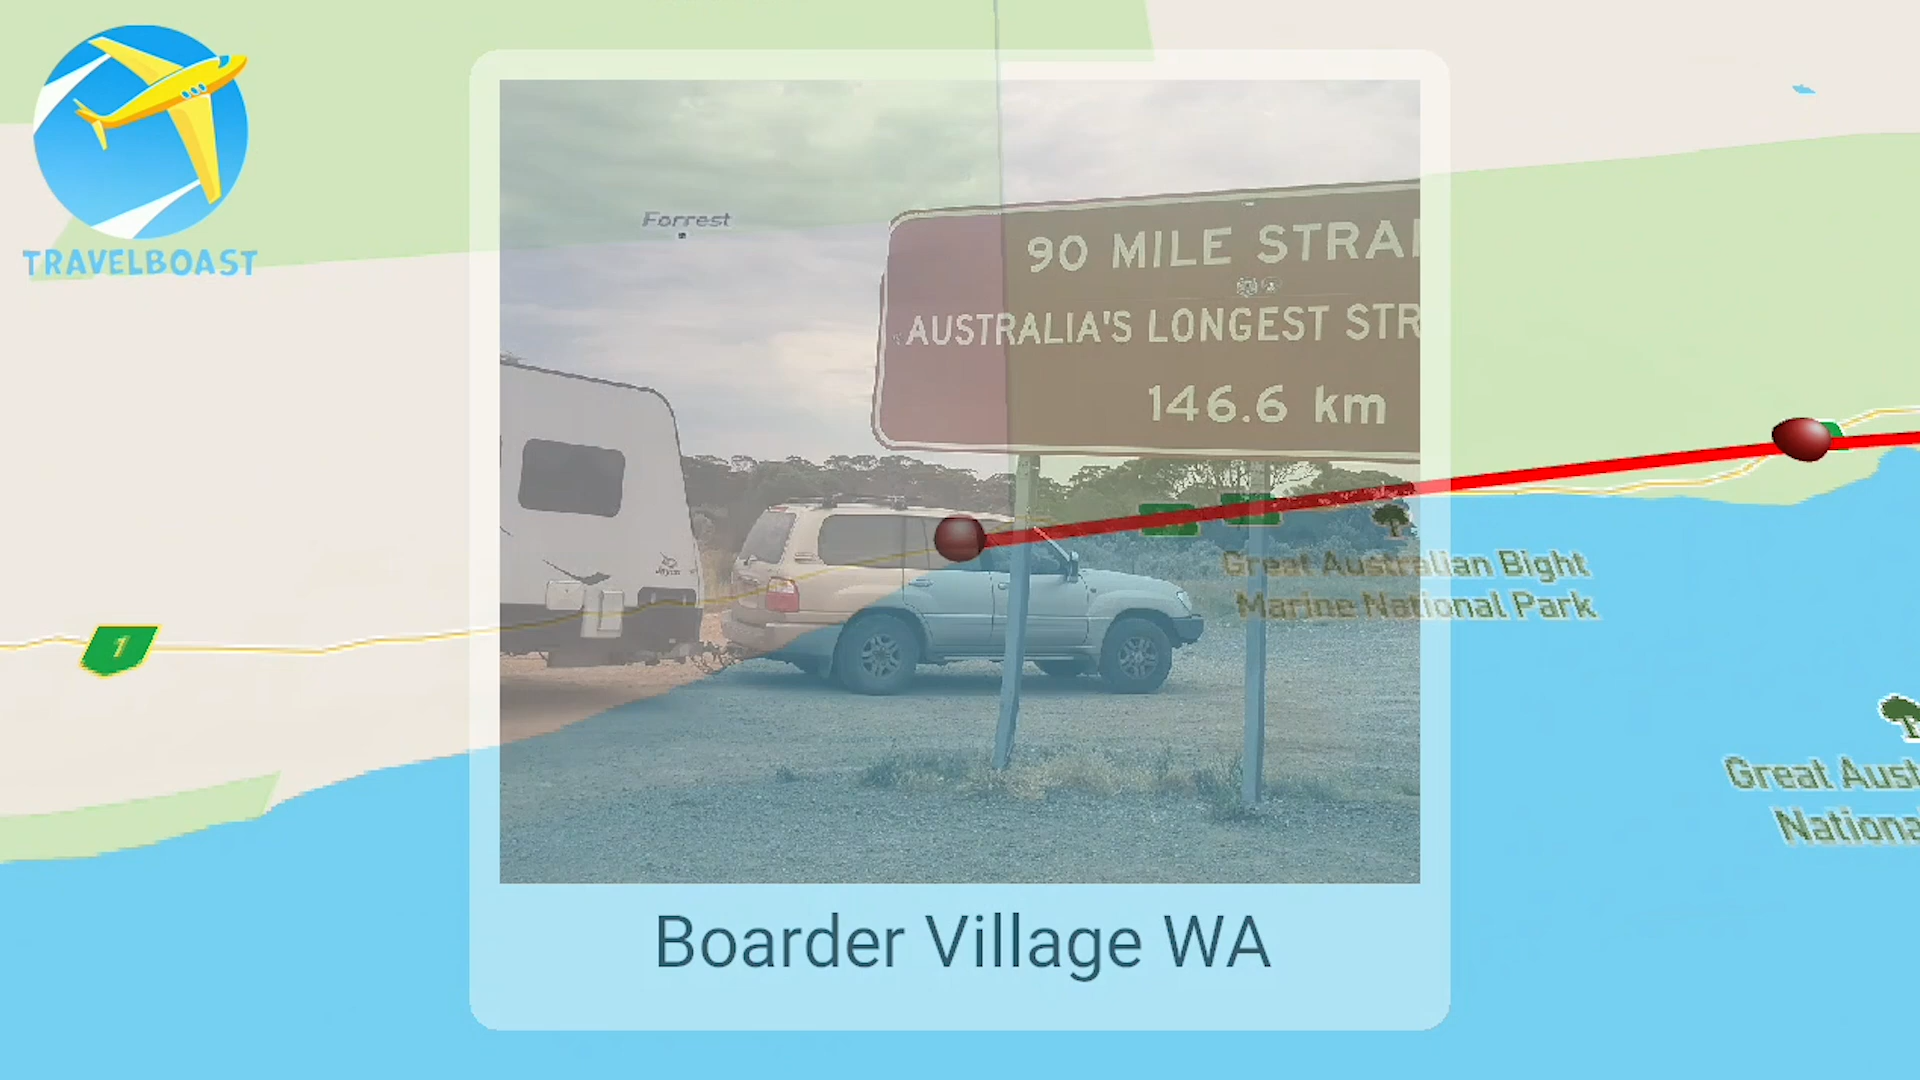 TRAVELBOAST
Forrest
90 MILE STRAI
AUSTRALIA'S LONGEST STR
146.6 km
Great Australian Bight
Marine National Park
1
Great Aust
Nationa
Boarder Village WA